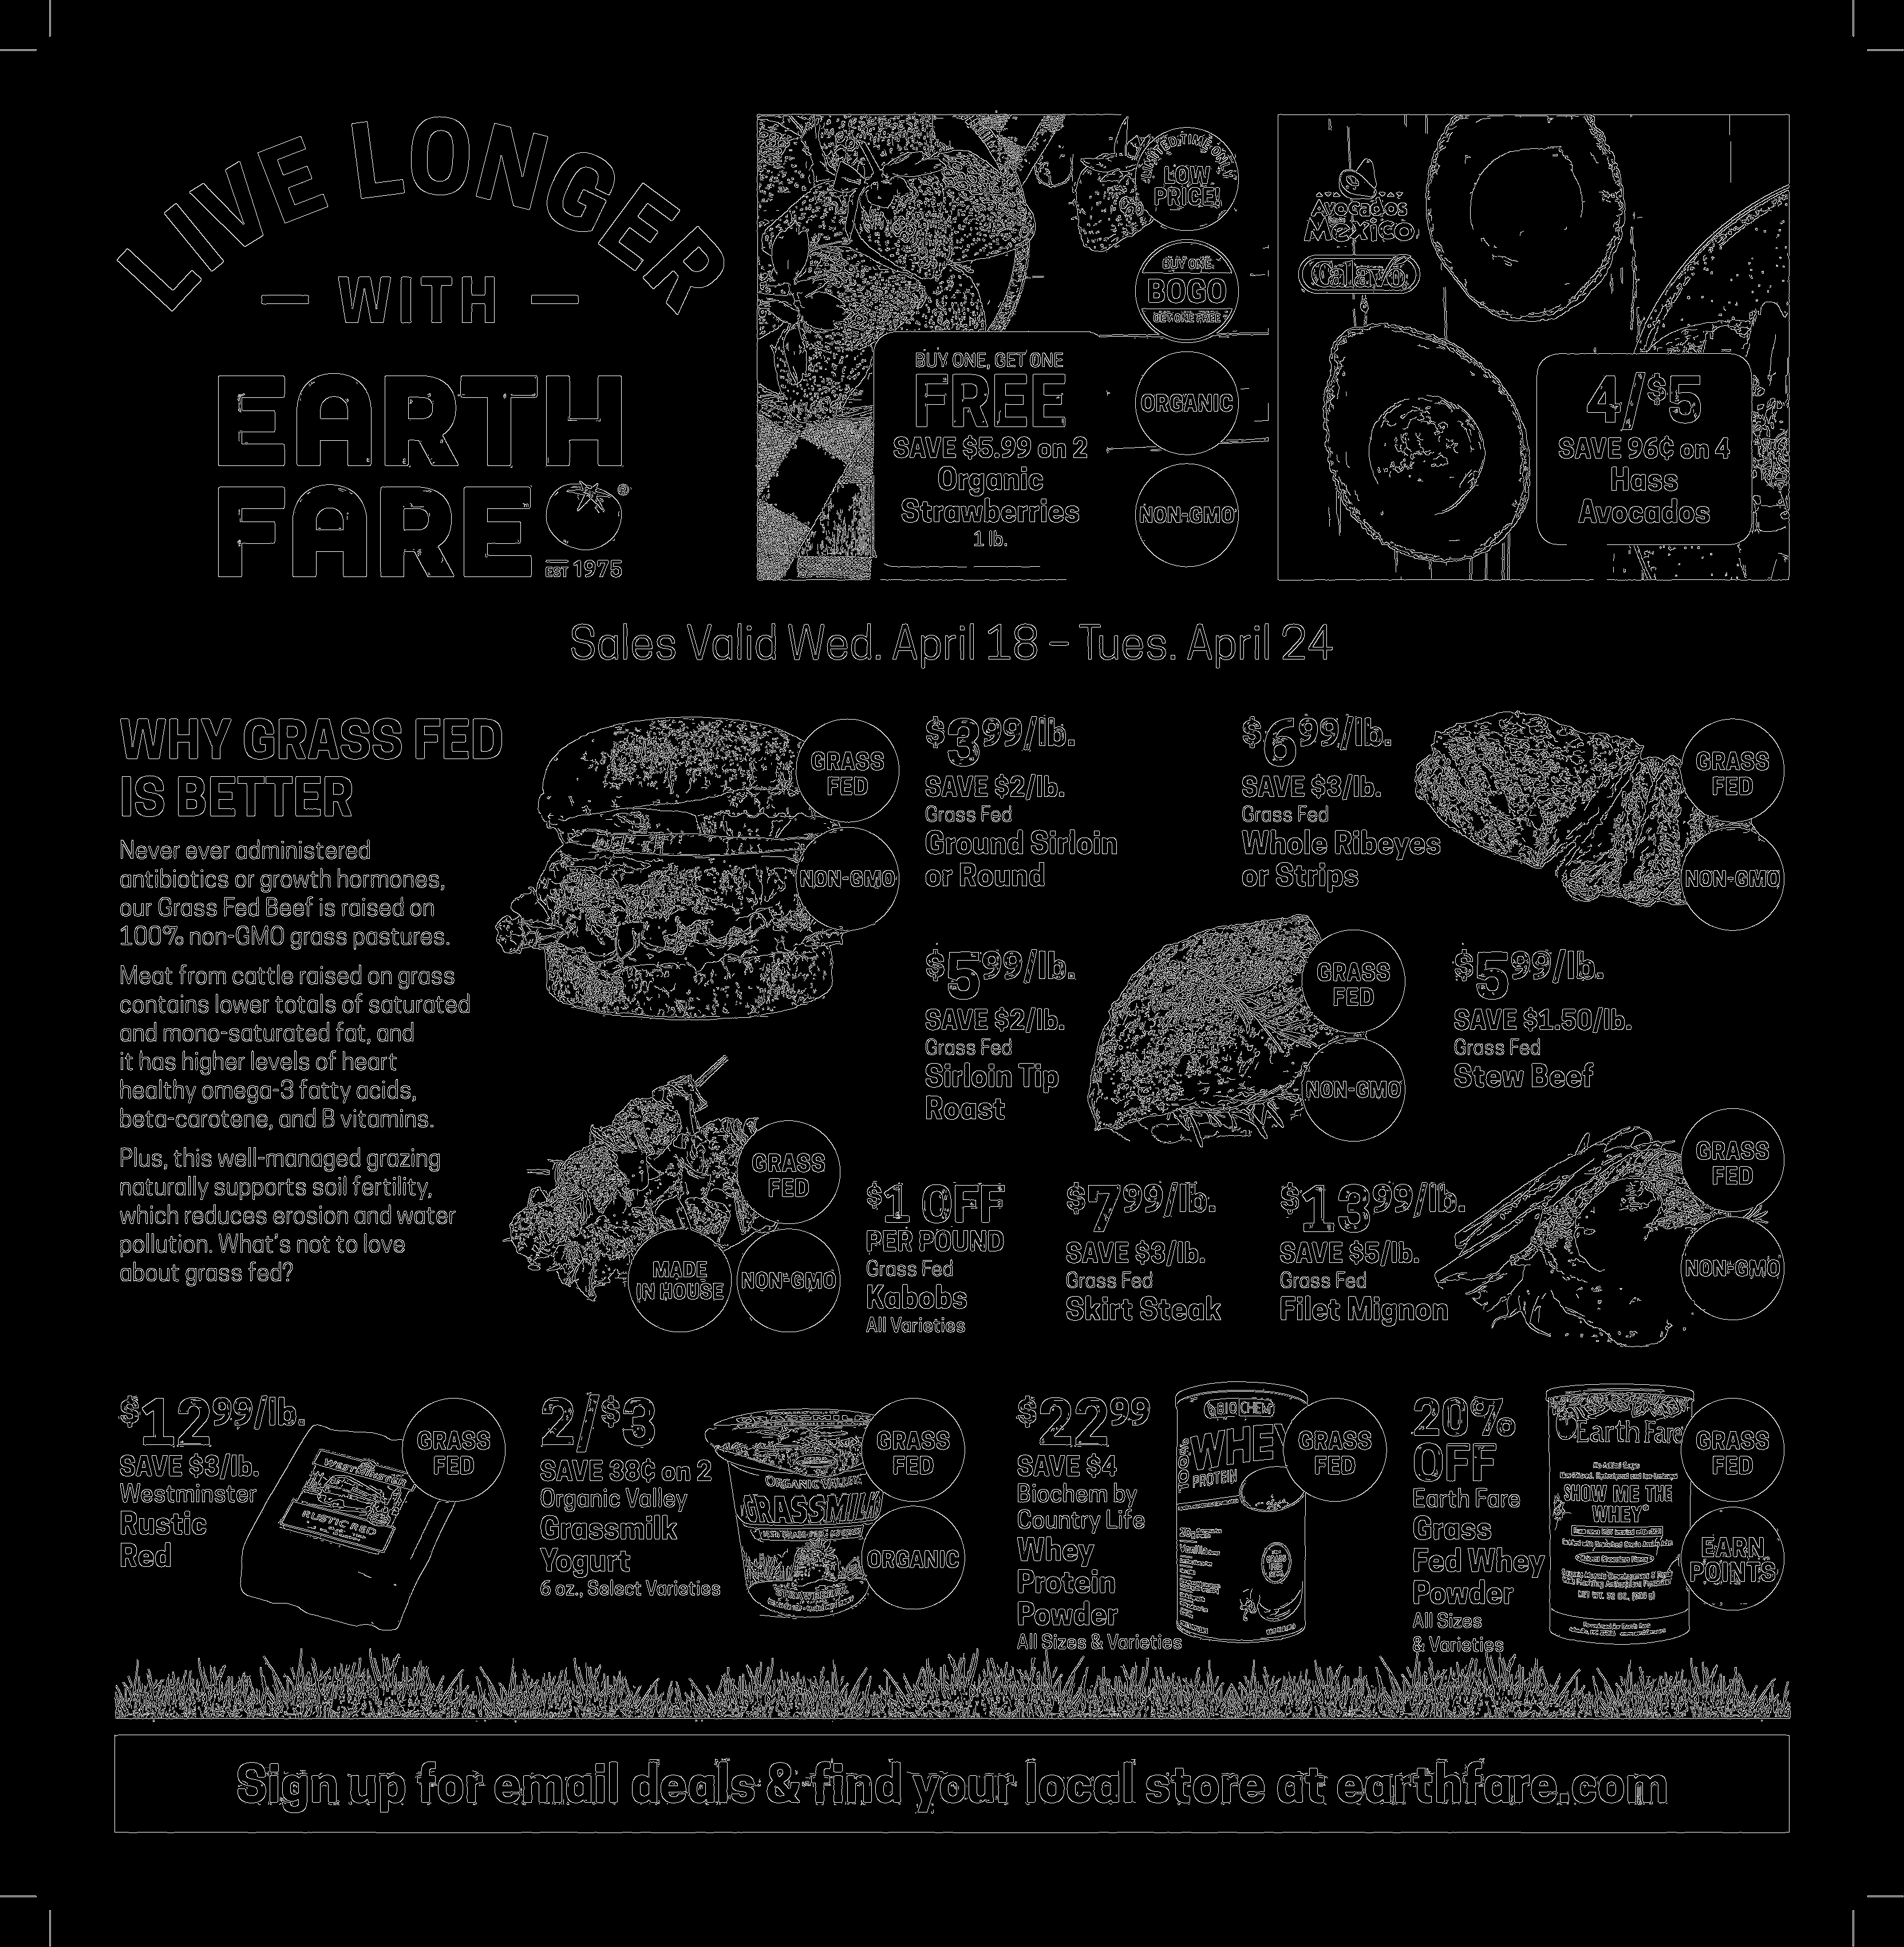 LIVE LONGER
WITH
EARTH
FARE
®
EST 1975
LIMITED TIME ONLY
LOW
PRICE!
BUY ONE
BOGO
GET ONE FREE
ORGANIC
NON-GMO
BUY ONE, GET ONE
FREE
SAVE $5.99 on 2
Organic
Strawberries
1 lb.
Avocados
Mexico
Calavo
4/$5
SAVE 96¢ on 4
Hass
Avocados
Sales Valid Wed. April 18 – Tues. April 24
WHY GRASS FED
IS BETTER
Never ever administered
antibiotics or growth hormones,
our Grass Fed Beef is raised on
100% non-GMO grass pastures.
Meat from cattle raised on grass
contains lower totals of saturated
and mono-saturated fat, and
it has higher levels of heart
healthy omega-3 fatty acids,
beta-carotene, and B vitamins.
Plus, this well-managed grazing
naturally supports soil fertility,
which reduces erosion and water
pollution. What's not to love
about grass fed?
GRASS
FED
NON-GMO
$3.99/lb.
SAVE $2/lb.
Grass Fed
Ground Sirloin
or Round
$6.99/lb.
SAVE $3/lb.
Grass Fed
Whole Ribeyes
or Strips
GRASS
FED
NON-GMO
$5.99/lb.
SAVE $2/lb.
Grass Fed
Sirloin Tip
Roast
GRASS
FED
NON-GMO
$5.99/lb.
SAVE $1.50/lb.
Grass Fed
Stew Beef
GRASS
FED
MADE
IN HOUSE
NON-GMO
$1 OFF
PER POUND
Grass Fed
Kabobs
All Varieties
$7.99/lb.
SAVE $3/lb.
Grass Fed
Skirt Steak
$13.99/lb.
SAVE $5/lb.
Grass Fed
Filet Mignon
GRASS
FED
NON-GMO
$12.99/lb.
SAVE $3/lb.
Westminster
Rustic
Red
WESTMINSTER
RUSTIC RED
GRASS
FED
2/$3
SAVE 38¢ on 2
Organic Valley
Grassmilk
Yogurt
6 oz., Select Varieties
ORGANIC VALLEY
GRASSMILK
STRAWBERRY
GRASS
FED
ORGANIC
$22.99
SAVE $4
Biochem by
Country Life
Whey
Protein
Powder
All Sizes & Varieties
BIOCHEM
100%
WHEY
PROTEIN
Vanilla
GRASS
FED
20%
OFF
Earth Fare
Grass
Fed Whey
Powder
All Sizes
& Varieties
Earth Fare
SHOW ME THE
WHEY
GRASS
FED
EARN
POINTS
Sign up for email deals & find your local store at earthfare.com